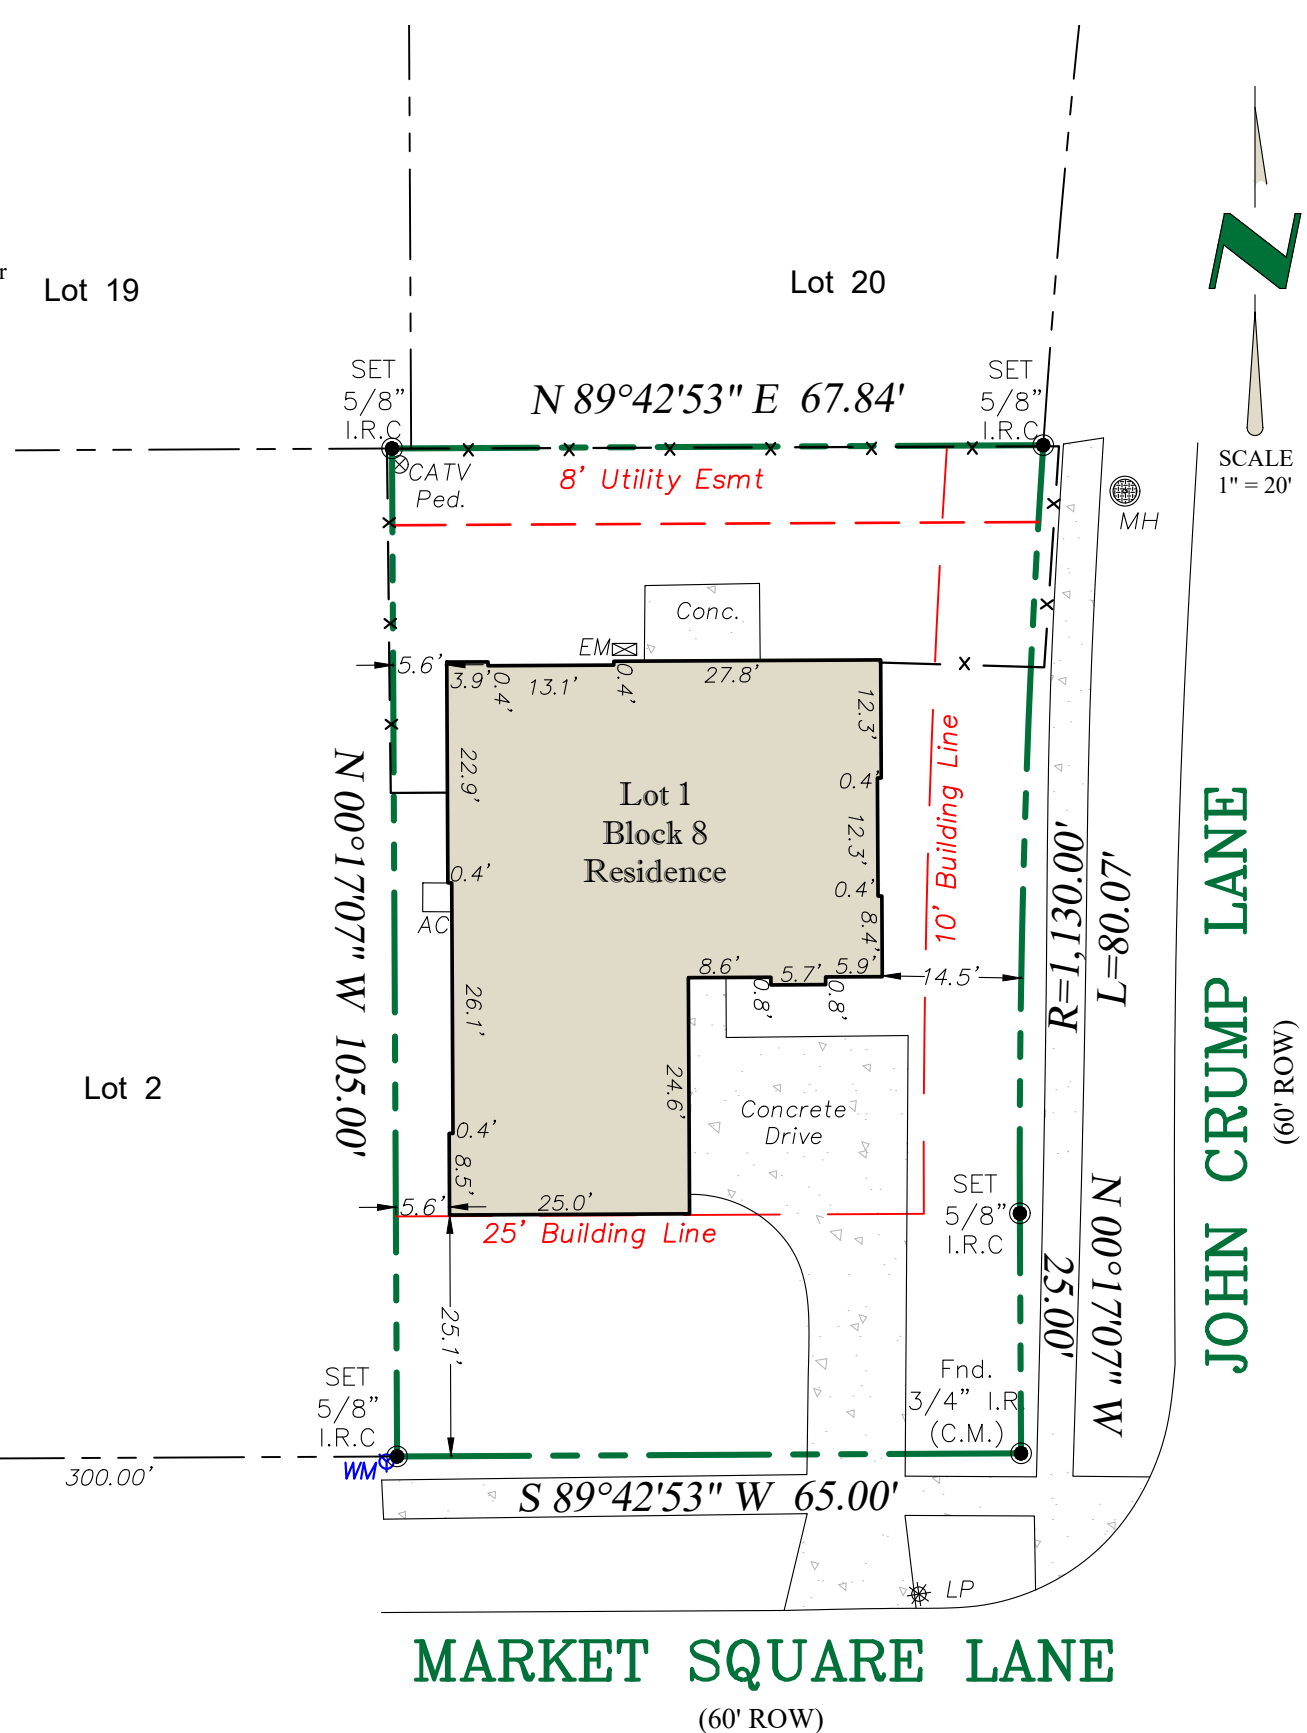 r
Lot 19
Lot 20
SCALE
1" = 20'
SET
5/8"
I.R.C
N 89°42'53" E 67.84'
SET
5/8"
I.R.C
CATV
Ped.
8' Utility Esmt
MH
Conc.
EM
5.6'
3.9'
0.4'
13.1'
0.4'
27.8'
12.3'
22.9'
0.4'
Lot 1
Block 8
Residence
12.3'
10' Building Line
0.4'
AC
0.4'
8.4'
N 00°17'07" W 105.00'
R=1,130.00'
L=80.07'
JOHN CRUMP LANE
(60' ROW)
8.6'
5.7'
5.9'
14.5'
0.8'
0.8'
26.1'
24.6'
Lot 2
Concrete
Drive
0.4'
8.5'
5.6'
25.0'
25' Building Line
SET
5/8"
I.R.C
N 00°17'07" W
25.00'
25.1'
SET
5/8"
I.R.C
Fnd.
3/4" I.R.
(C.M.)
WM
300.00'
S 89°42'53" W 65.00'
LP
MARKET SQUARE LANE
(60' ROW)